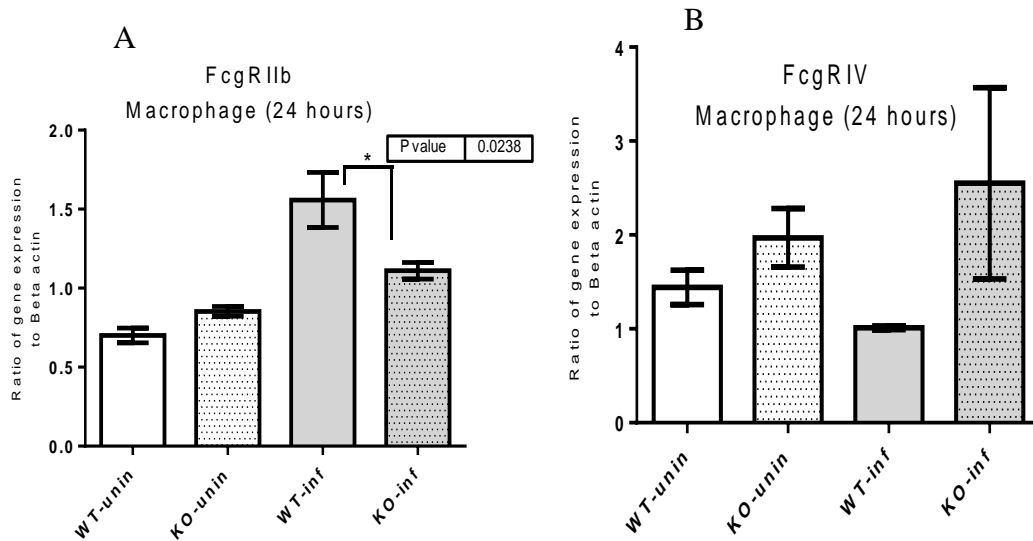 A
FcgRIIb
Macrophage (24 hours)
P value 0.0238
*
2.0
1.5
1.0
0.5
0.0
Ratio of gene expression
to Beta actin
WT-unin
KO-unin
WT-inf
KO-inf
B
FcgRIV
Macrophage (24 hours)
4
3
2
1
0
Ratio of gene expression
to Beta actin
WT-unin
KO-unin
WT-inf
KO-inf